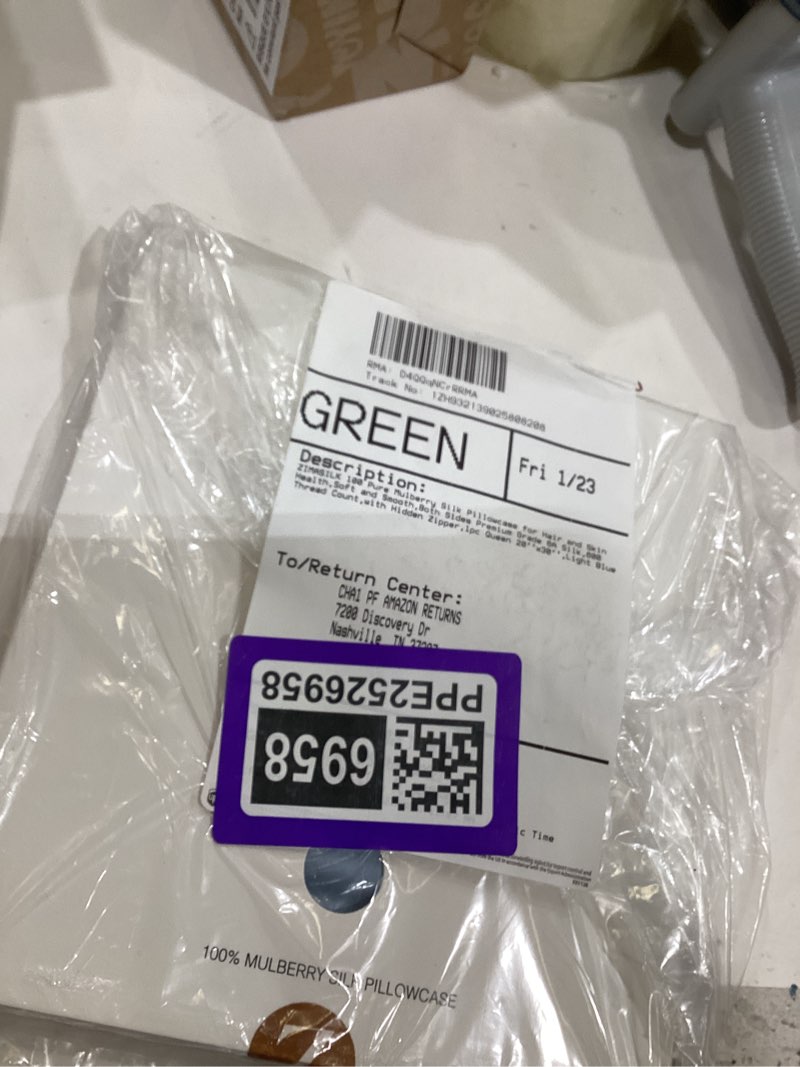 RMA: D4QQqNCrRRMA
Track No: 1ZH932139025808208
GREEN
Fri 1/23
Description:
ZIMASILK 100 Pure Mulberry Silk Pillowcase for Hair and Skin
Health,Soft and Smooth,Both Sides Premium Grade 6A Silk,600
Thread Count,with Hidden Zipper,1pc Queen 20''x30'',Light Blue
To/Return Center:
CHA1 PF AMAZON RETURNS
7200 Discovery Dr
Nashville TN
PPE2526958
6958
c Time
100% MULBERRY SILK PILLOWCASE